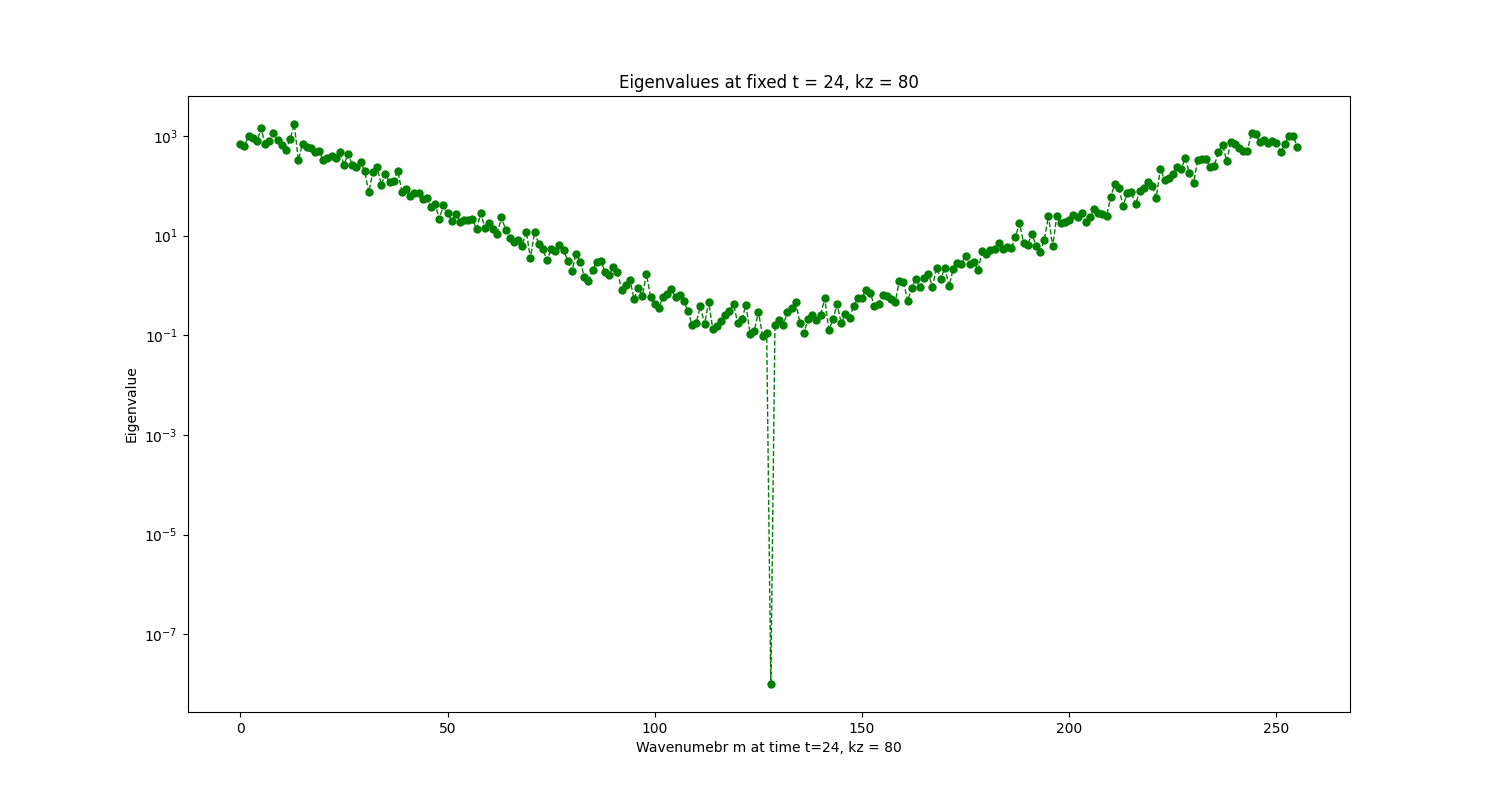 Eigenvalues at fixed t = 24, kz = 80
Eigenvalue
10³
10¹
10⁻¹
10⁻³
10⁻⁵
10⁻⁷
0 50 100 150 200 250
Wavenumebr m at time t=24, kz = 80